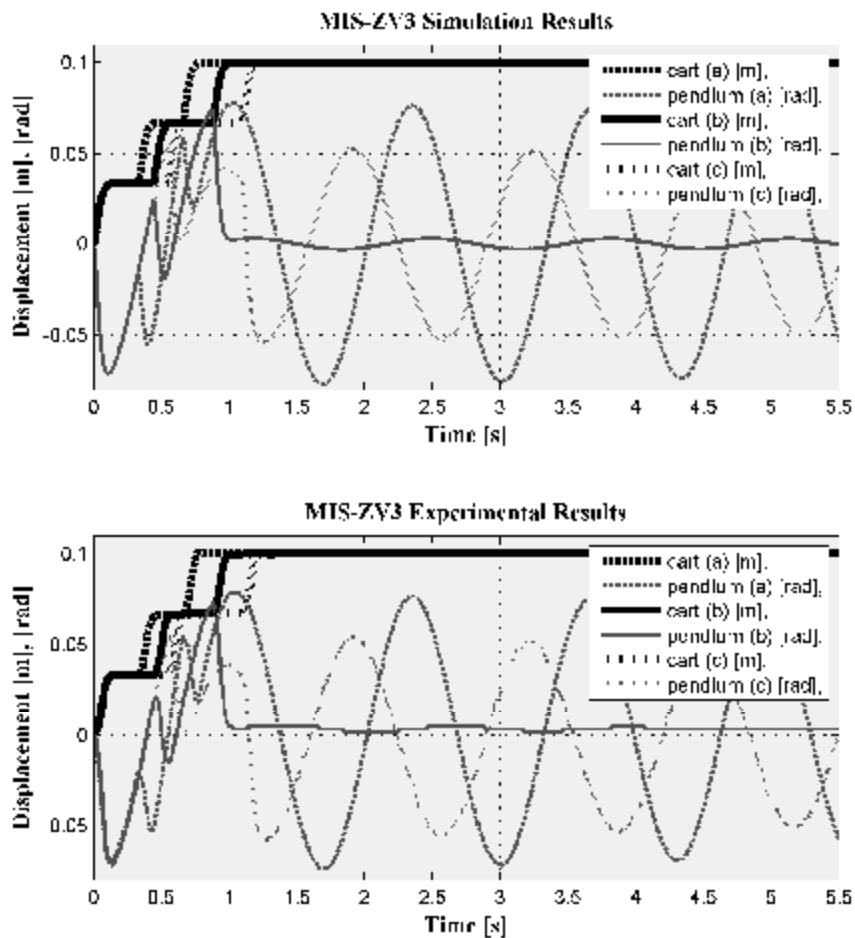 MIS-ZV3 Simulation Results
Displacement [m], [rad]
0.1
0.05
0
-0.05
cart (a) [m],
pendlum (a) [rad],
cart (b) [m],
pendlum (b) [rad],
cart (c) [m],
pendlum (c) [rad],
0 0.5 1 1.5 2 2.5 3 3.5 4 4.5 5 5.5
Time [s]
MIS-ZV3 Experimental Results
Displacement [m], [rad]
0.1
0.05
0
0.05
cart (a) [m],
pendlum (a) [rad],
cart (b) [m],
pendlum (b) [rad],
cart (c) [m],
pendlum (c) [rad],
0 0.5 1 1.5 2 2.5 3 3.5 4 4.5 5 5.5
Time [s]